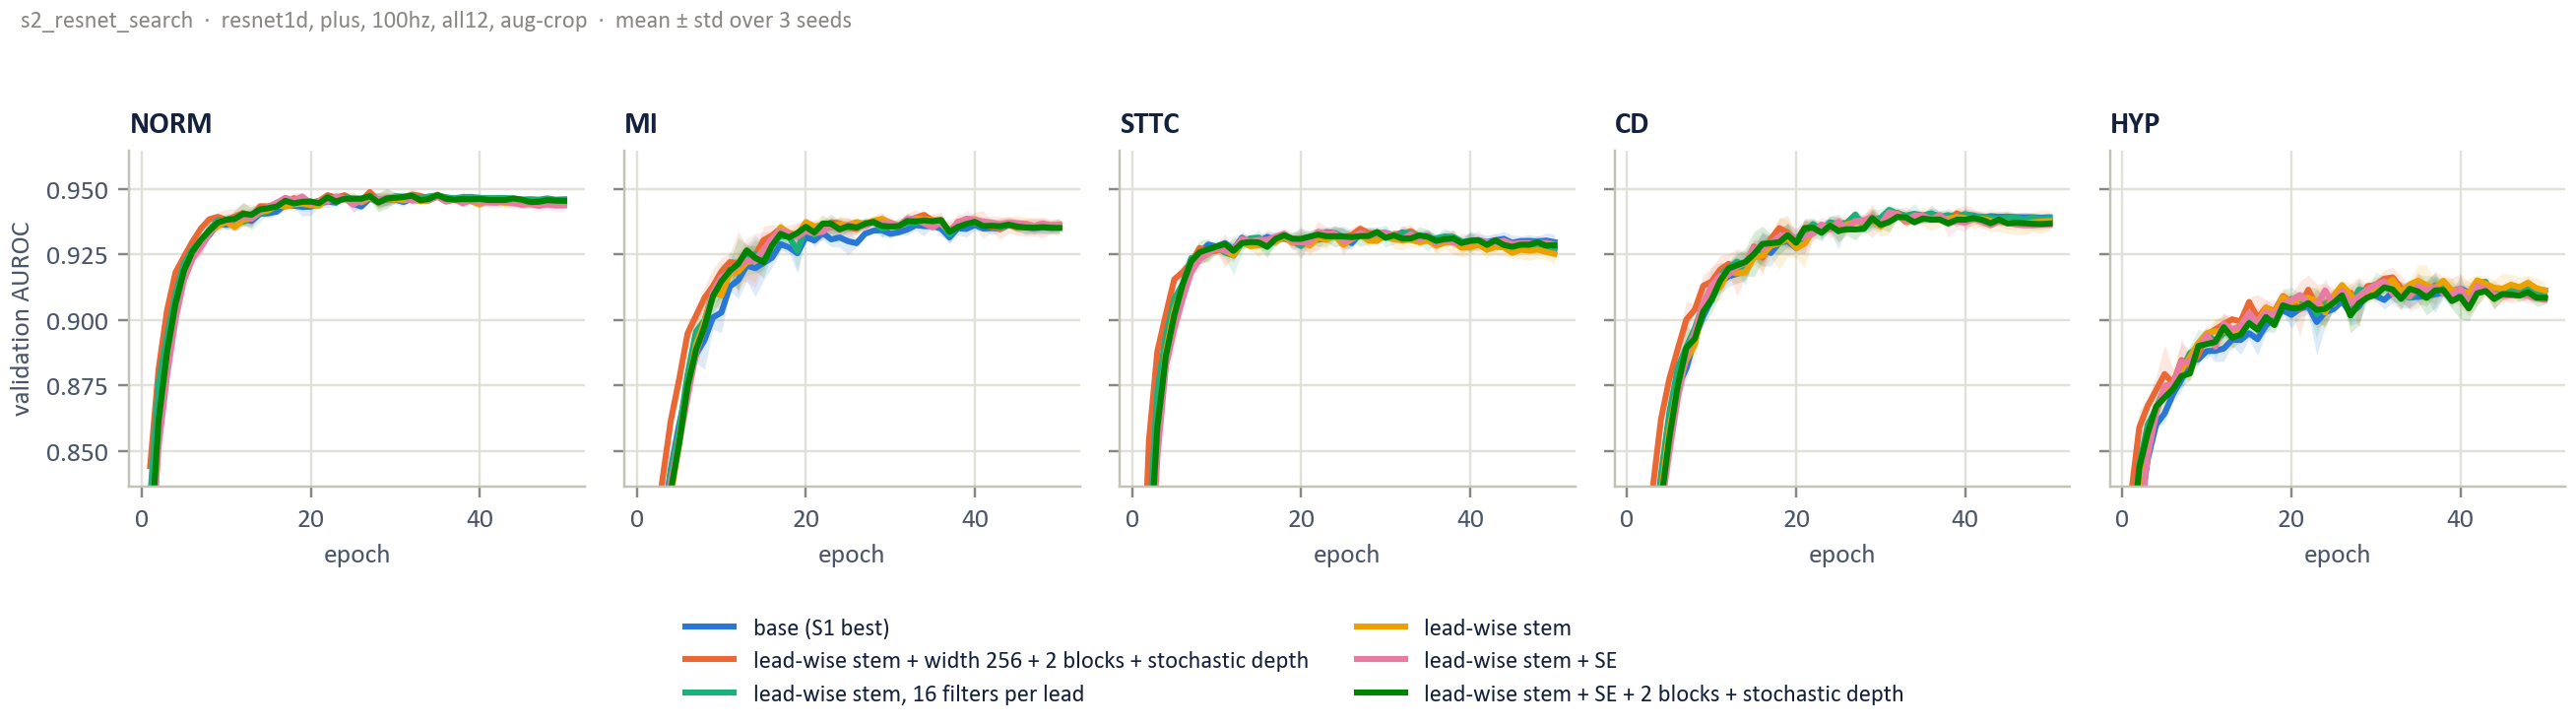 s2_resnet_search · resnet1d, plus, 100hz, all12, aug-crop · mean ± std over 3 seeds
NORM MI STTC CD HYP
validation AUROC
0.950
0.925
0.900
0.875
0.850
0 20 40 0 20 40 0 20 40 0 20 40 0 20 40
epoch epoch epoch epoch epoch
base (S1 best) lead-wise stem
lead-wise stem + width 256 + 2 blocks + stochastic depth lead-wise stem + SE
lead-wise stem, 16 filters per lead lead-wise stem + SE + 2 blocks + stochastic depth